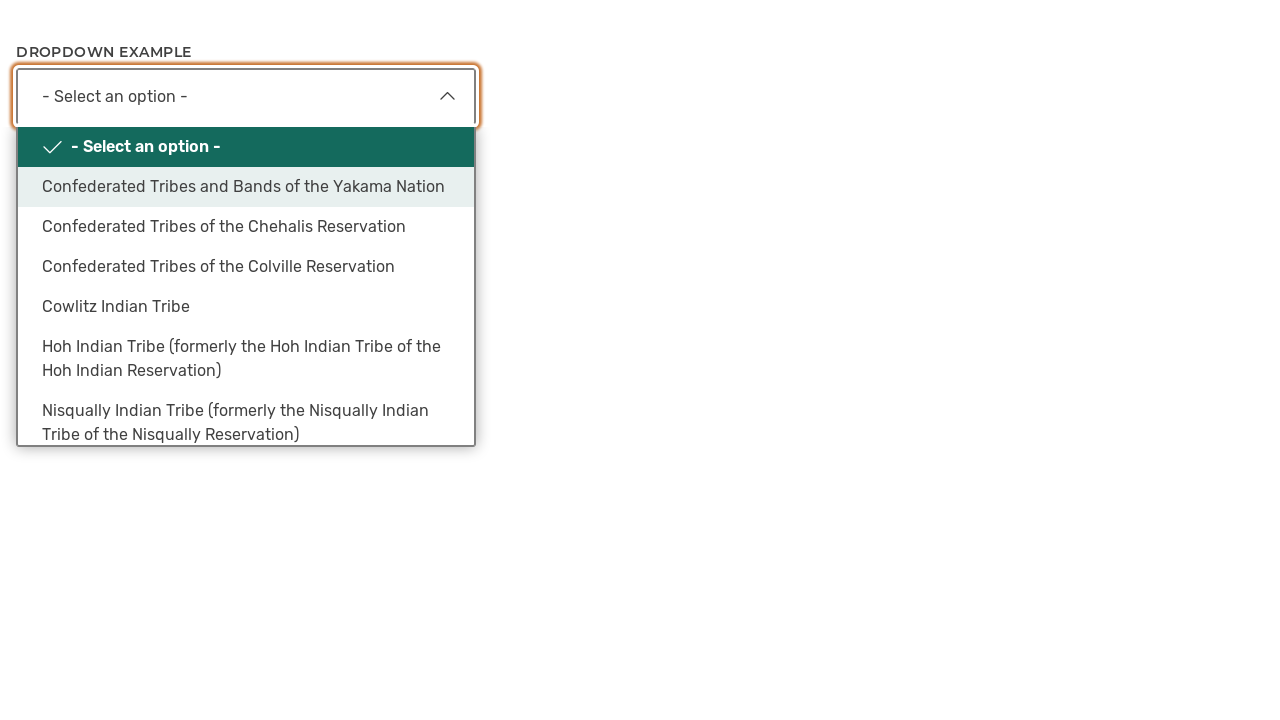 DROPDOWN EXAMPLE
- Select an option -
- Select an option -
Confederated Tribes and Bands of the Yakama Nation
Confederated Tribes of the Chehalis Reservation
Confederated Tribes of the Colville Reservation
Cowlitz Indian Tribe
Hoh Indian Tribe (formerly the Hoh Indian Tribe of the
Hoh Indian Reservation)
Nisqually Indian Tribe (formerly the Nisqually Indian
Tribe of the Nisqually Reservation)